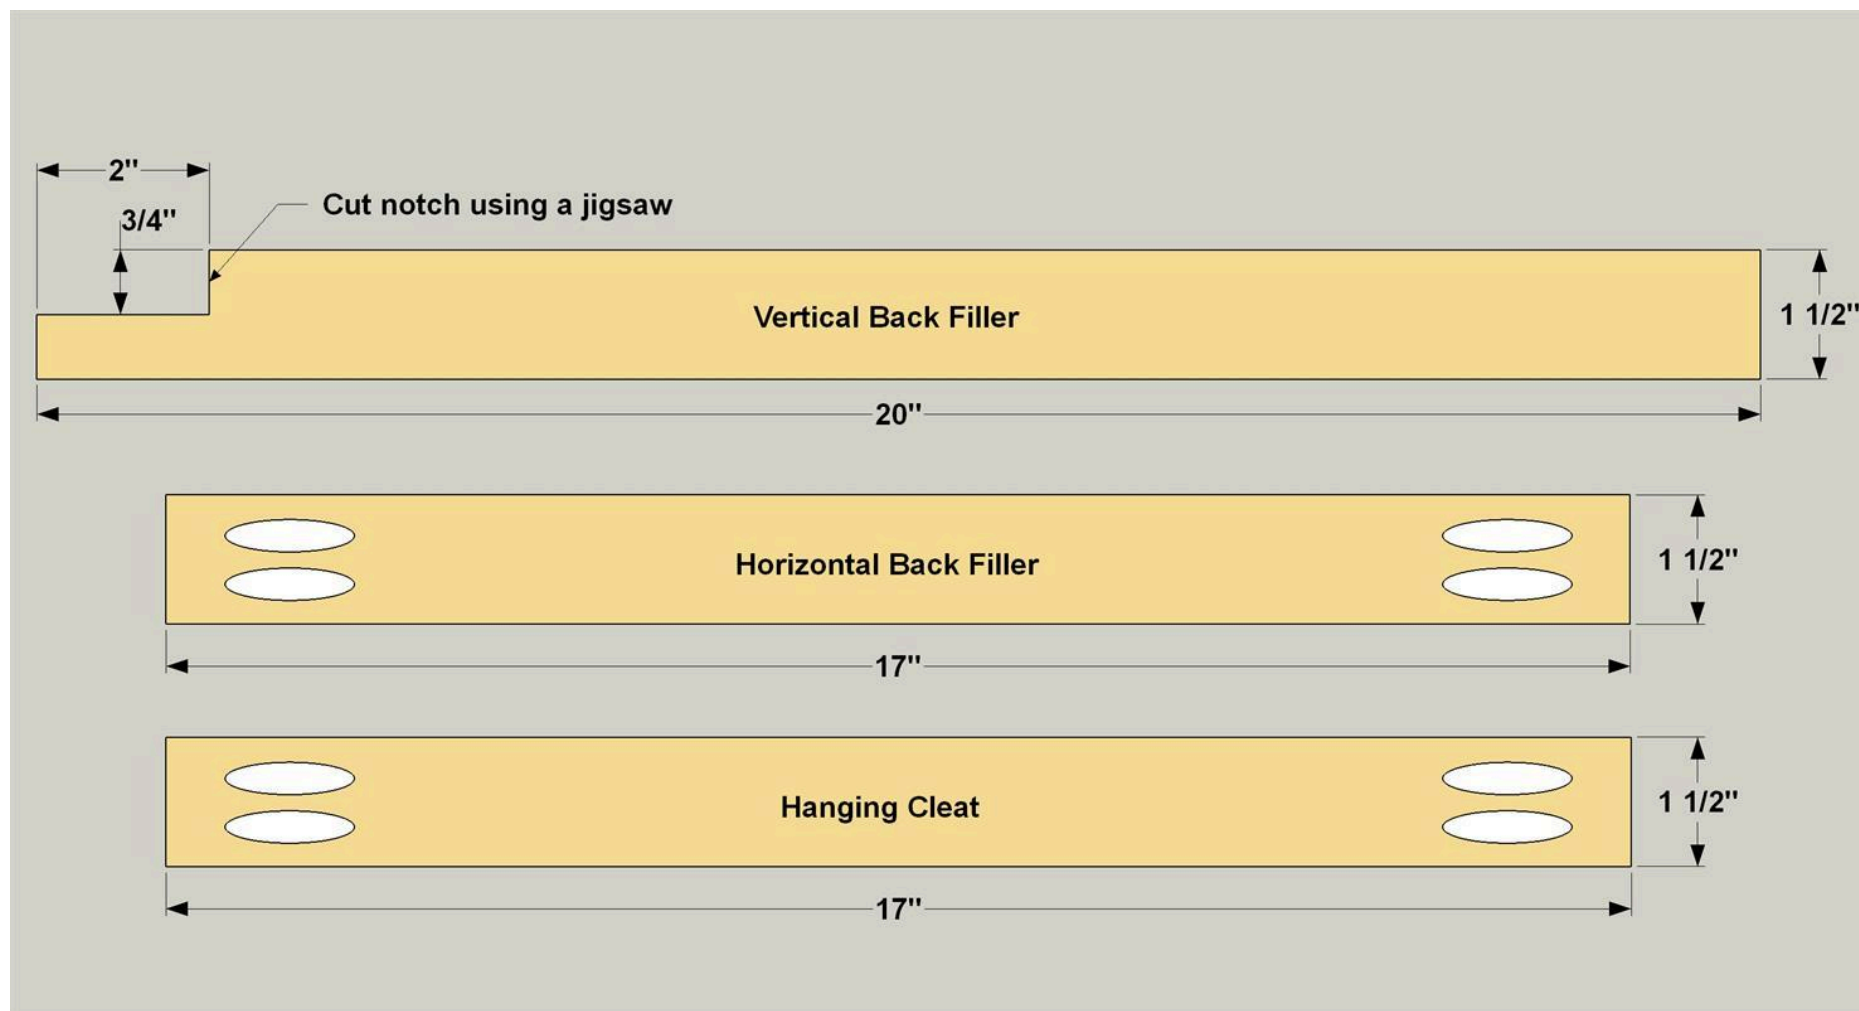 2"
3/4"
Cut notch using a jigsaw
Vertical Back Filler
1 1/2"
20"
Horizontal Back Filler
1 1/2"
17"
Hanging Cleat
1 1/2"
17"